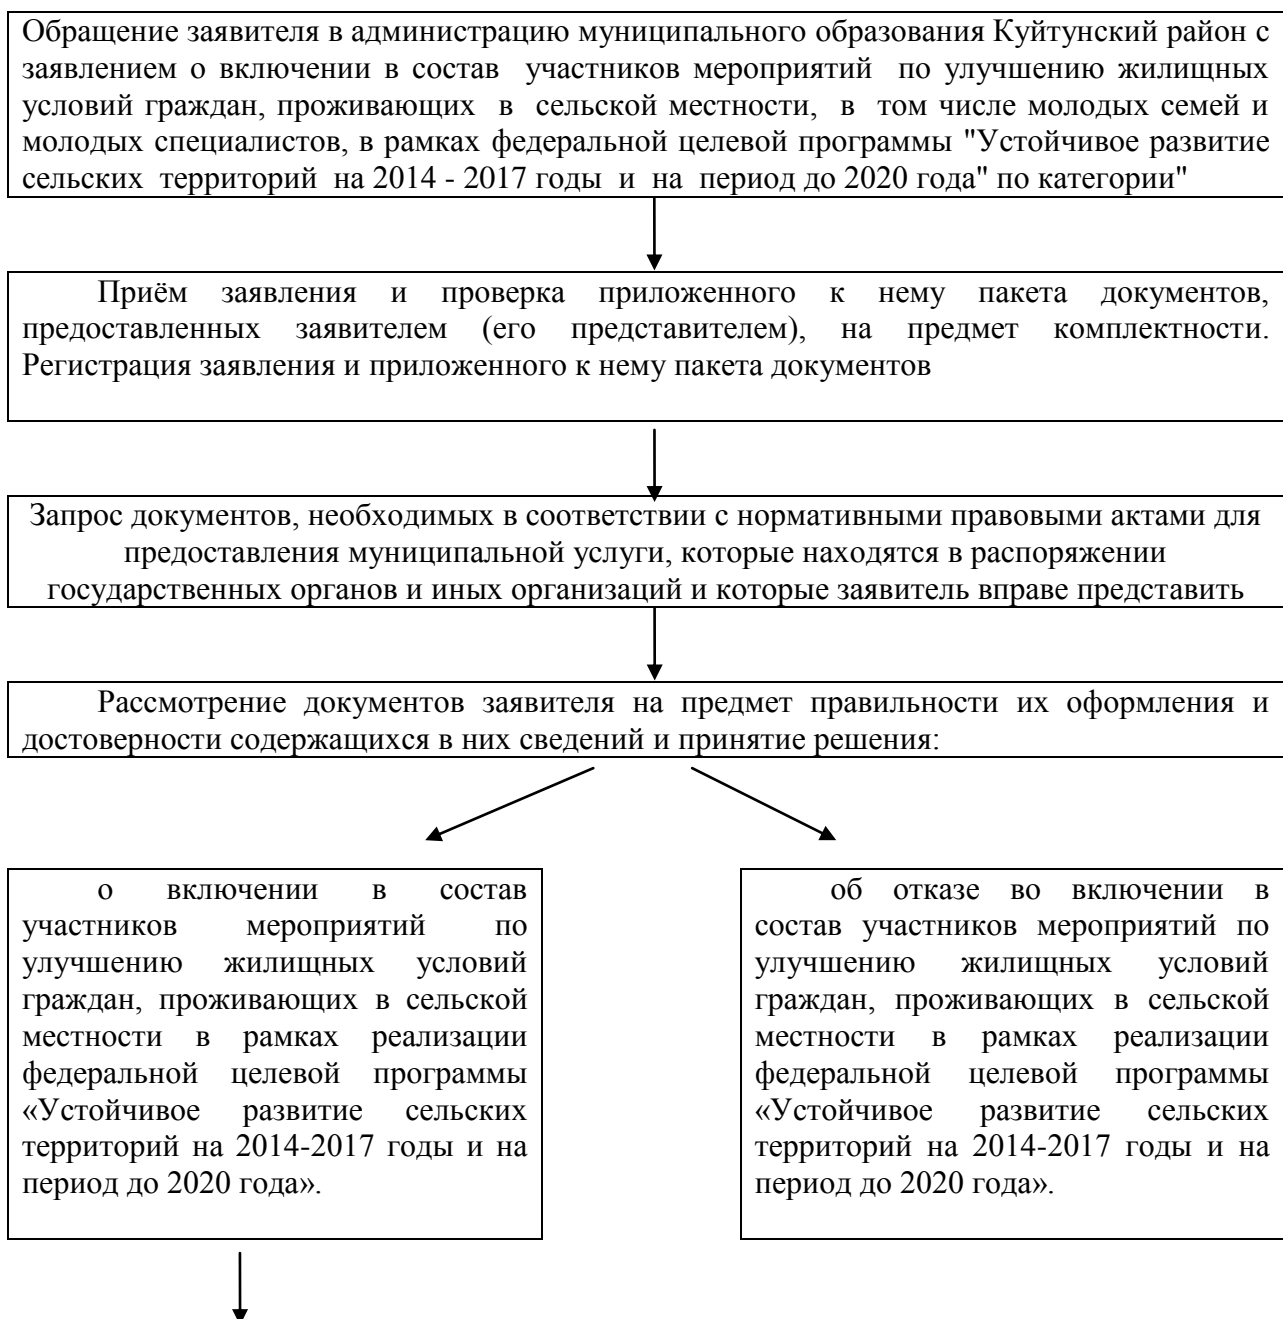 Обращение заявителя в администрацию муниципального образования Куйтунский район с
заявлением о включении в состав участников мероприятий по улучшению жилищных
условий граждан, проживающих в сельской местности, в том числе молодых семей и
молодых специалистов, в рамках федеральной целевой программы "Устойчивое развитие
сельских территорий на 2014 - 2017 годы и на период до 2020 года" по категории"
Приём заявления и проверка приложенного к нему пакета документов,
предоставленных заявителем (его представителем), на предмет комплектности.
Регистрация заявления и приложенного к нему пакета документов
Запрос документов, необходимых в соответствии с нормативными правовыми актами для
предоставления муниципальной услуги, которые находятся в распоряжении
государственных органов и иных организаций и которые заявитель вправе представить
Рассмотрение документов заявителя на предмет правильности их оформления и
достоверности содержащихся в них сведений и принятие решения:
о включении в состав
участников мероприятий по
улучшению жилищных условий
граждан, проживающих в сельской
местности в рамках реализации
федеральной целевой программы
«Устойчивое развитие сельских
территорий на 2014-2017 годы и на
период до 2020 года».
об отказе во включении в
состав участников мероприятий по
улучшению жилищных условий
граждан, проживающих в сельской
местности в рамках реализации
федеральной целевой программы
«Устойчивое развитие сельских
территорий на 2014-2017 годы и на
период до 2020 года».